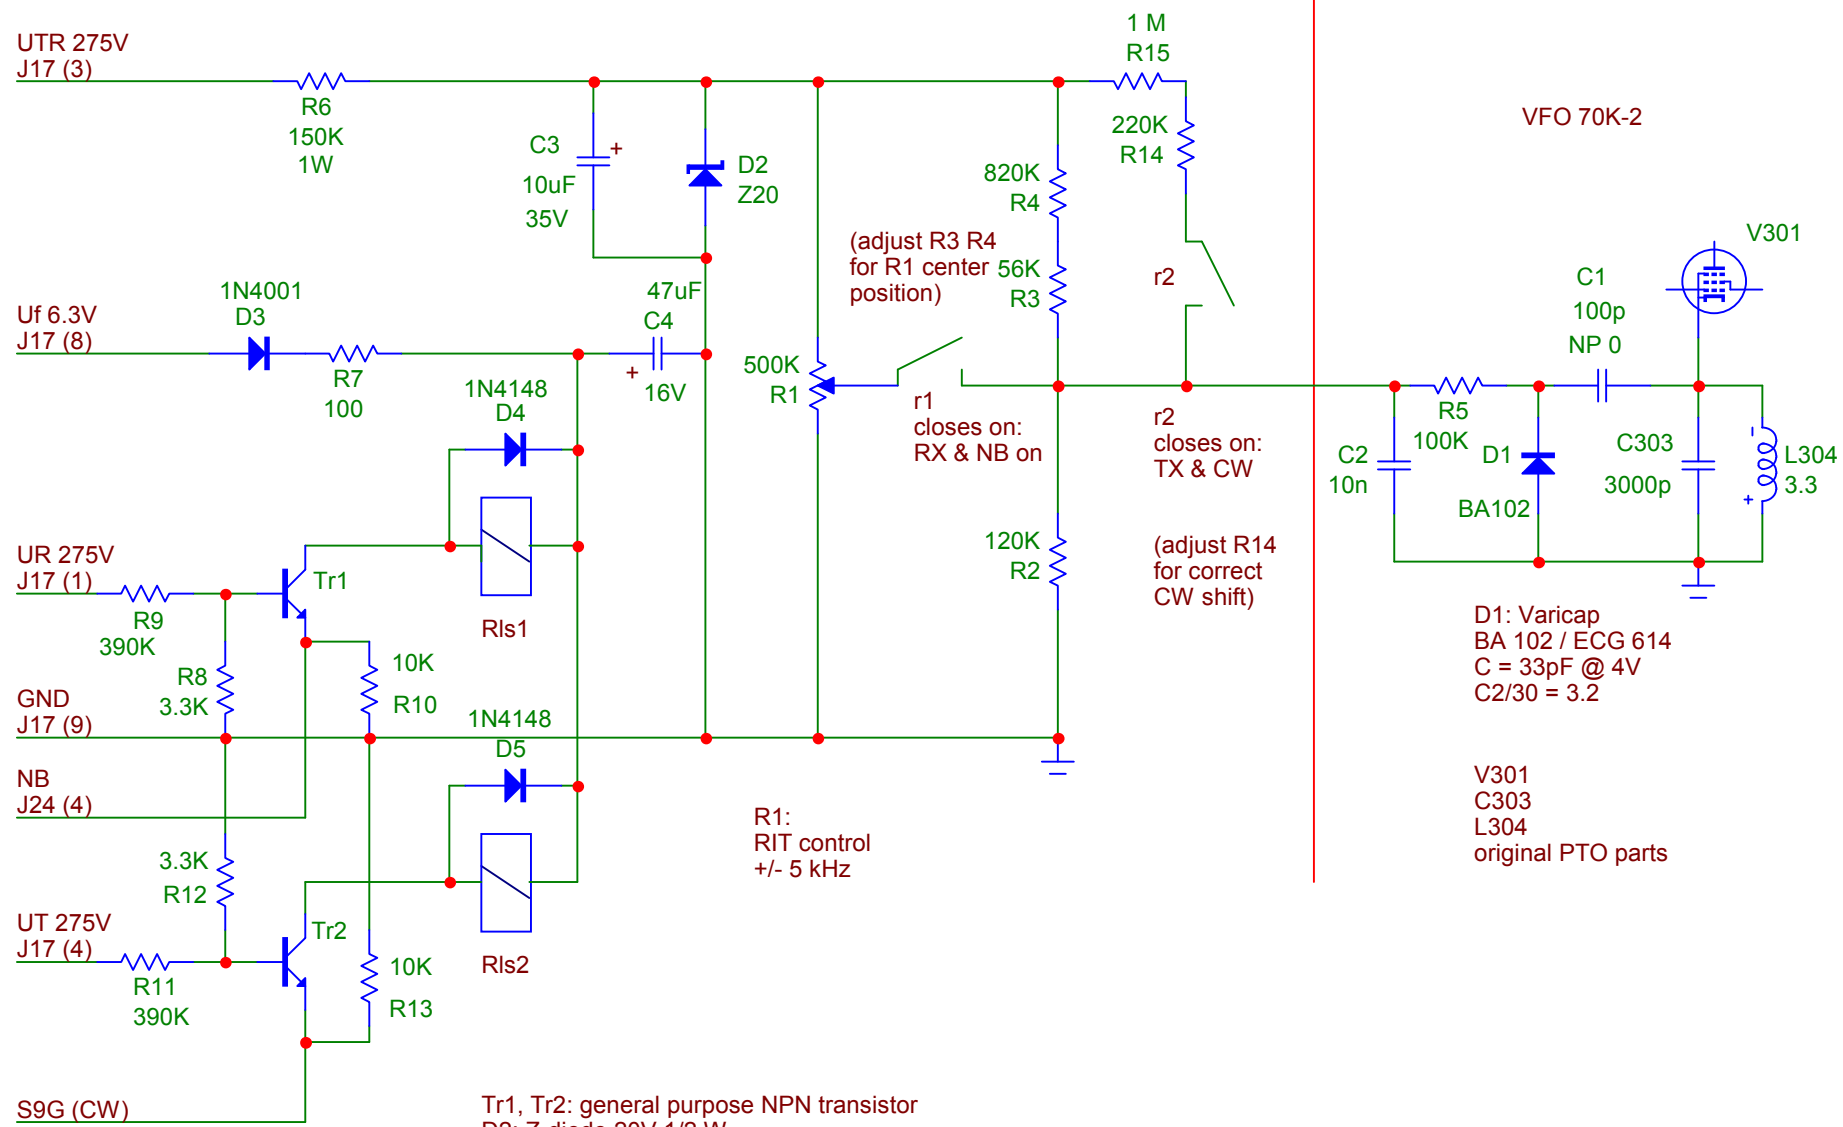 UTR 275V
J17 (3)
R6
150K
1W
C3
+
10uF
35V
D2
Z20
1 M
R15
220K
R14
820K
R4
56K
R3
(adjust R3 R4
for R1 center
position)
r2
VFO 70K-2
V301
C1
100p
NP 0
Uf 6.3V
J17 (8)
1N4001
D3
R7
100
47uF
C4
+
16V
1N4148
D4
500K
R1
r1
closes on:
RX & NB on
r2
closes on:
TX & CW
(adjust R14
for correct
CW shift)
R5
100K
C2
10n
D1
BA102
C303
3000p
L304
3.3
+
UR 275V
J17 (1)
R9
390K
Tr1
Rls1
R8
3.3K
10K
R10
120K
R2
D1: Varicap
BA 102 / ECG 614
C = 33pF @ 4V
C2/30 = 3.2
GND
J17 (9)
1N4148
D5
NB
J24 (4)
R1:
RIT control
+/- 5 kHz
V301
C303
L304
original PTO parts
3.3K
R12
UT 275V
J17 (4)
R11
390K
Tr2
Rls2
10K
R13
S9G (CW)
Tr1, Tr2: general purpose NPN transistor
D2: Z diode 20V 1/2 W